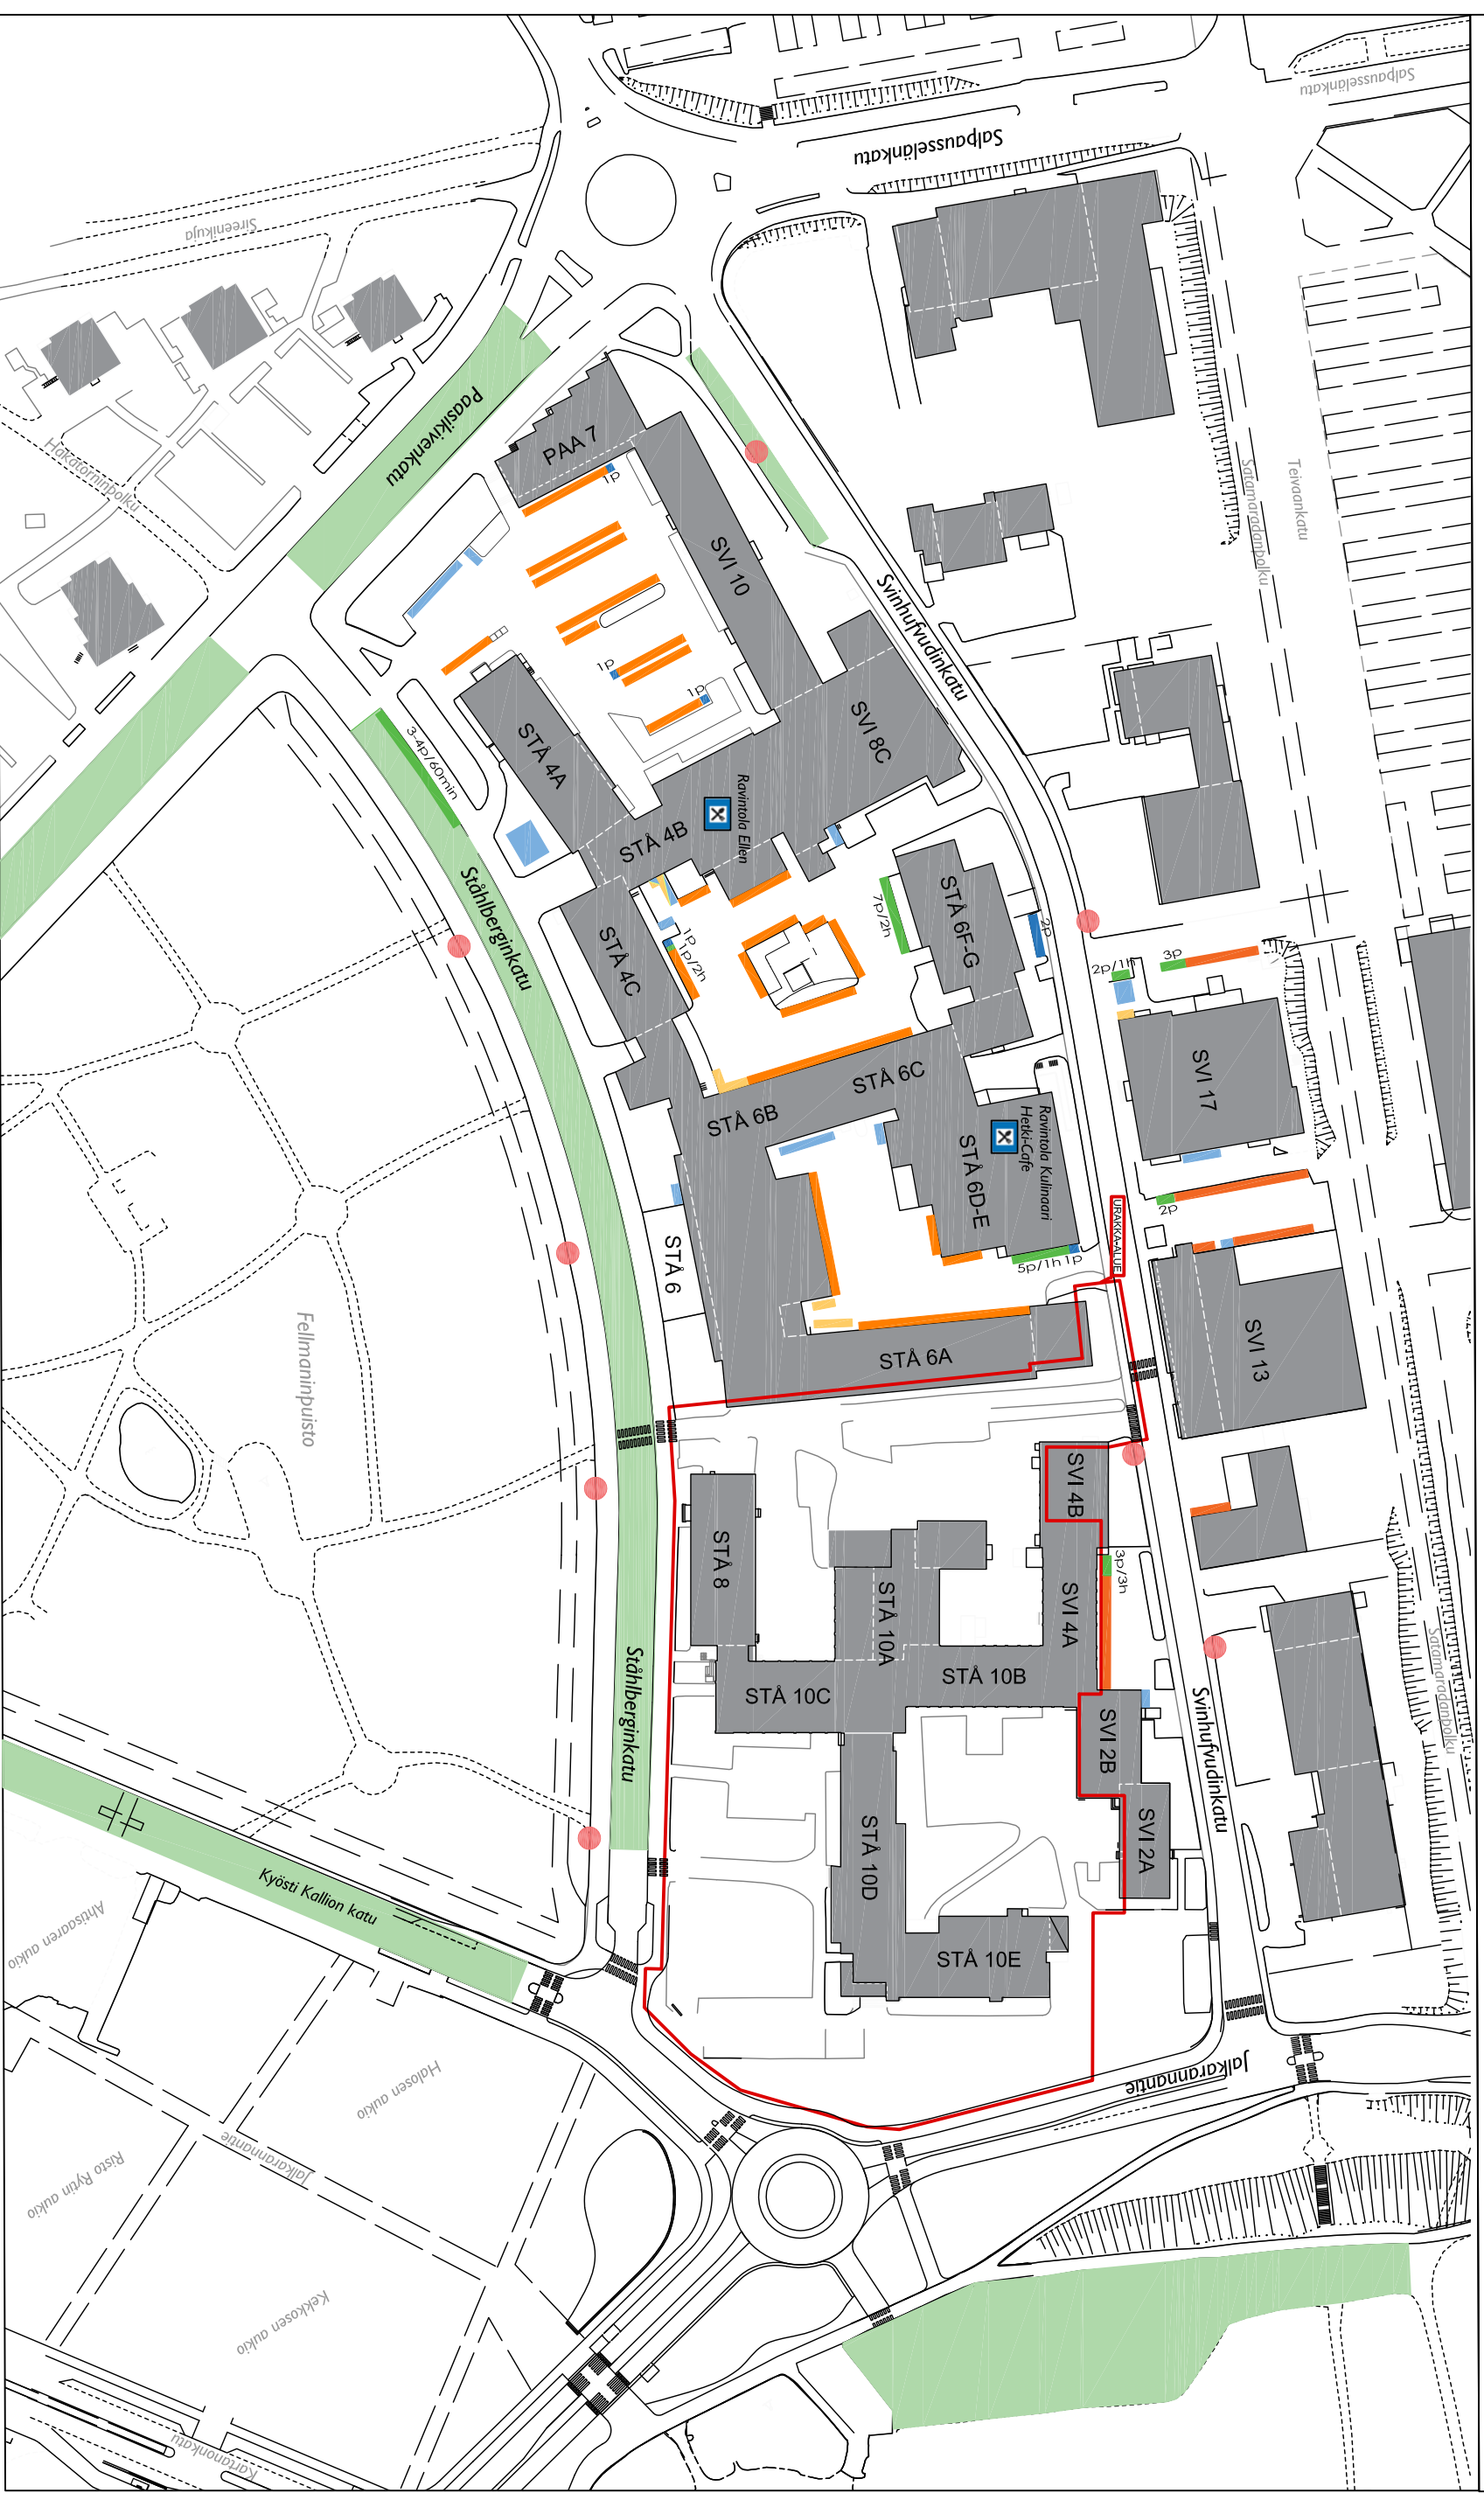 Salpausselänkatu
Salpausselänkatu
Sireenikuja
Paasikivenkatu
Hakatorninpolku
PAA 7
1p
SVI 10
Svinhufvudinkatu
Satamaradanpolku
Teivaankatu
1p
1p
SVI 8C
STÅ 4A
3-4p/60min
Ravintola Ellen
STÅ 4B
Ståhlberginkatu
STÅ 4C
1p
1p/2h
7p/2h
STÅ 6F-G
2p
2p/1h
3p
SVI 17
STÅ 6C
STÅ 6B
Ravintola Kulinaari
Hetki-Cafe
STÅ 6D-E
5p/1h 1p
2p
URAKKA-ALUE
STÅ 6
STÅ 6A
SVI 13
Fellmaninpuisto
SVI 4B
3p/3h
SVI 4A
STÅ 8
STÅ 10A
STÅ 10B
STÅ 10C
Ståhlberginkatu
Svinhufvudinkatu
Satamaradanpolku
SVI 2B
SVI 2A
STÅ 10D
STÅ 10E
Kyösti Kallion katu
Ahtisaaren aukio
Halosen aukio
Jalkarannantie
Jalkarannantie
Risto Rytin aukio
Kekkosen aukio
Kartanonkatu